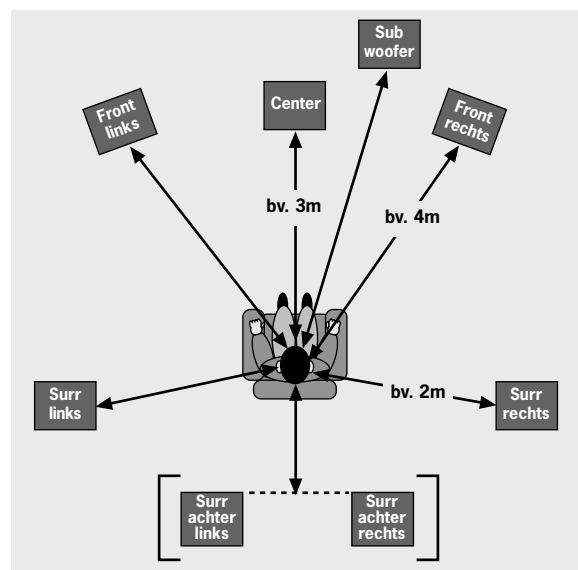 Sub
woofer
Front
links
Center
Front
rechts
bv. 3m
bv. 4m
Surr
links
bv. 2m
Surr
rechts
Surr
achter
links
Surr
achter
rechts